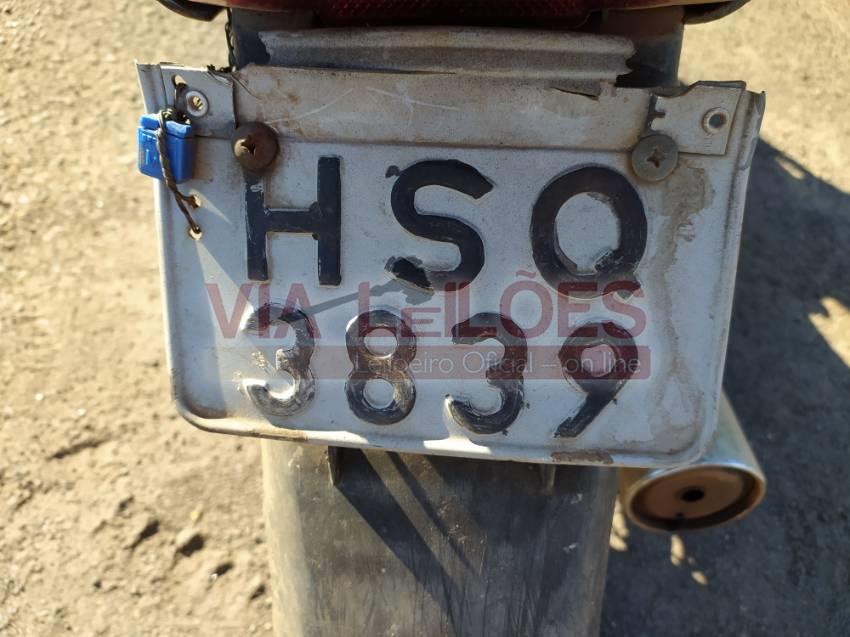 HSQ
VIA LEILÕES
3839
Leiloeiro Oficial – on line